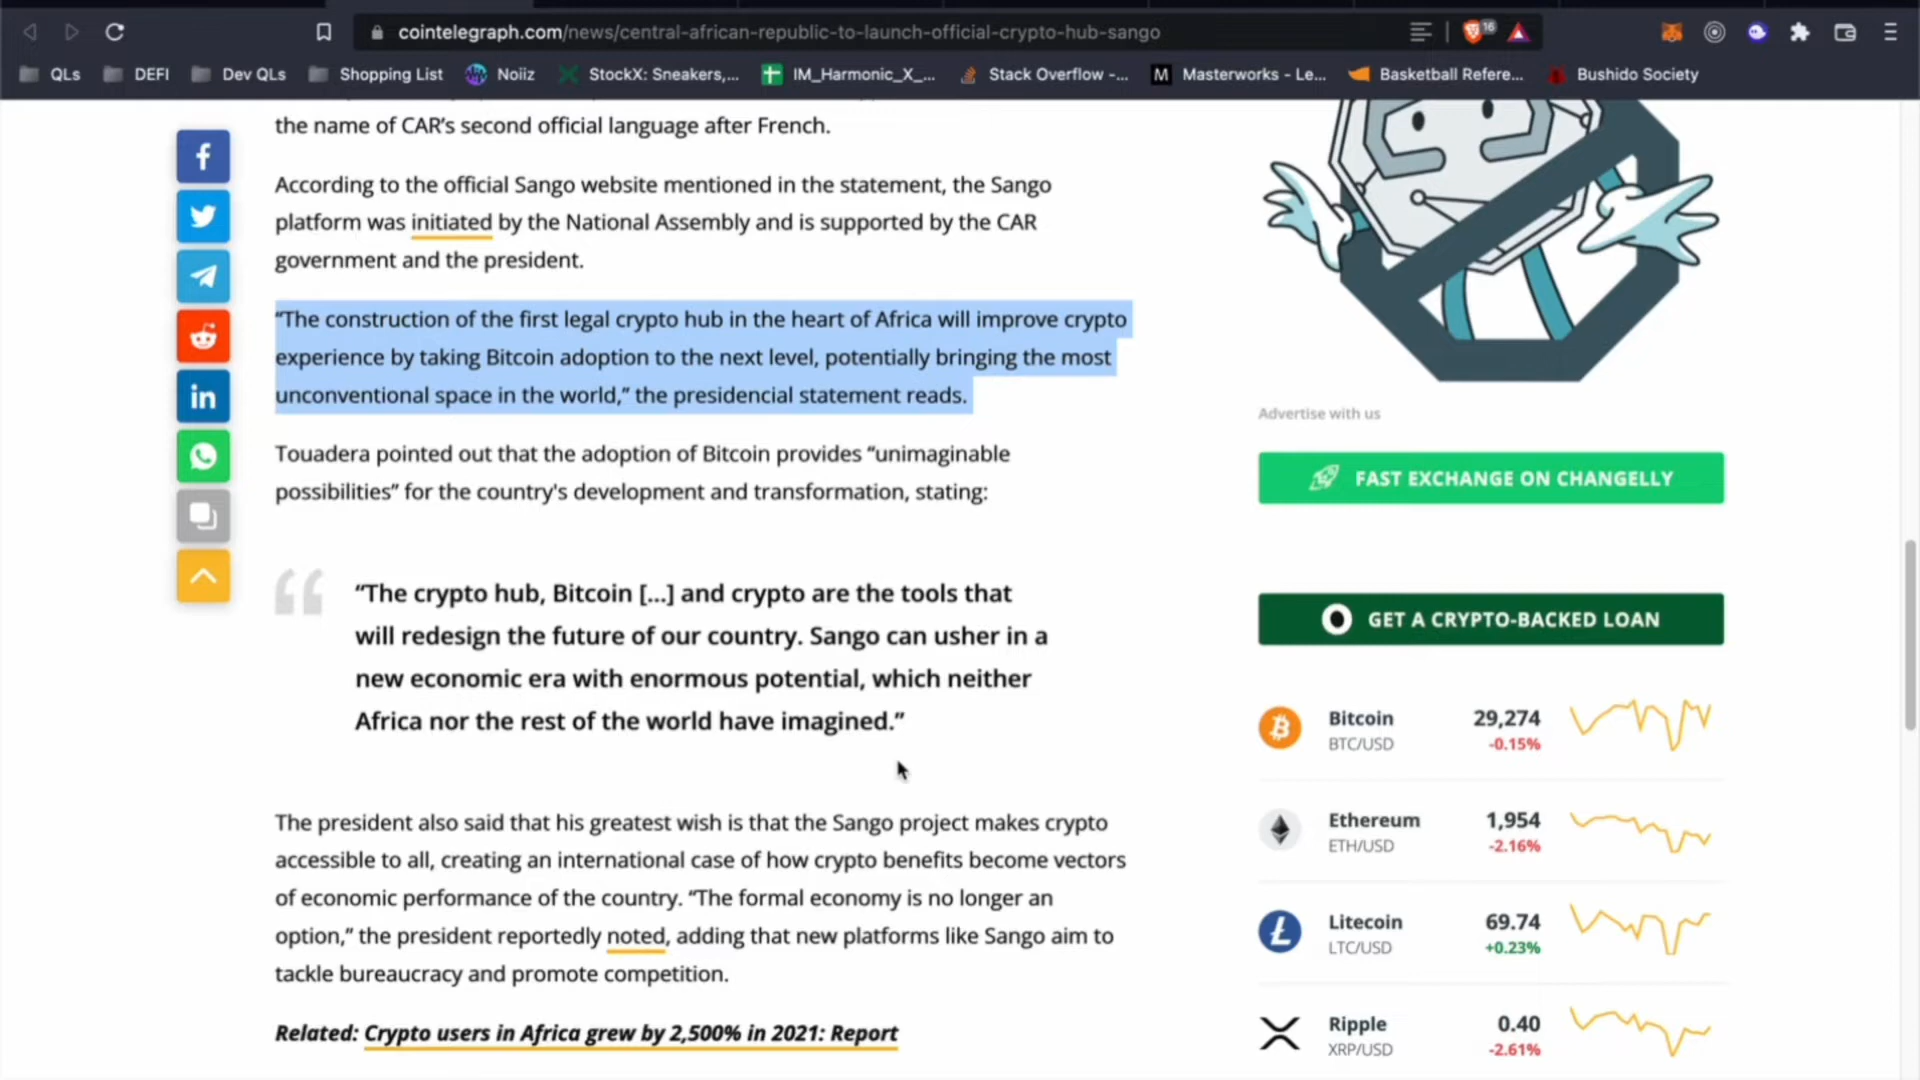 cointelegraph.com/news/central-african-republic-to-launch-official-crypto-hub-sango
16
QLs
DEFI
Dev QLs
Shopping List
Noiiz
StockX: Sneakers,...
IM_Harmonic_X_...
Stack Overflow -...
M
Masterworks - Le...
Basketball Refere...
Bushido Society
the name of CAR’s second official language after French.
According to the official Sango website mentioned in the statement, the Sango
platform was initiated by the National Assembly and is supported by the CAR
government and the president.
“The construction of the first legal crypto hub in the heart of Africa will improve crypto
experience by taking Bitcoin adoption to the next level, potentially bringing the most
unconventional space in the world,” the presidencial statement reads.
Touadera pointed out that the adoption of Bitcoin provides “unimaginable
possibilities” for the country's development and transformation, stating:
“The crypto hub, Bitcoin [...] and crypto are the tools that
will redesign the future of our country. Sango can usher in a
new economic era with enormous potential, which neither
Africa nor the rest of the world have imagined.”
The president also said that his greatest wish is that the Sango project makes crypto
accessible to all, creating an international case of how crypto benefits become vectors
of economic performance of the country. “The formal economy is no longer an
option,” the president reportedly noted, adding that new platforms like Sango aim to
tackle bureaucracy and promote competition.
Related: Crypto users in Africa grew by 2,500% in 2021: Report
Advertise with us
FAST EXCHANGE ON CHANGELLY
GET A CRYPTO-BACKED LOAN
Bitcoin 29,274
BTC/USD -0.15%
Ethereum 1,954
ETH/USD -2.16%
Litecoin 69.74
LTC/USD +0.23%
Ripple 0.40
XRP/USD -2.61%